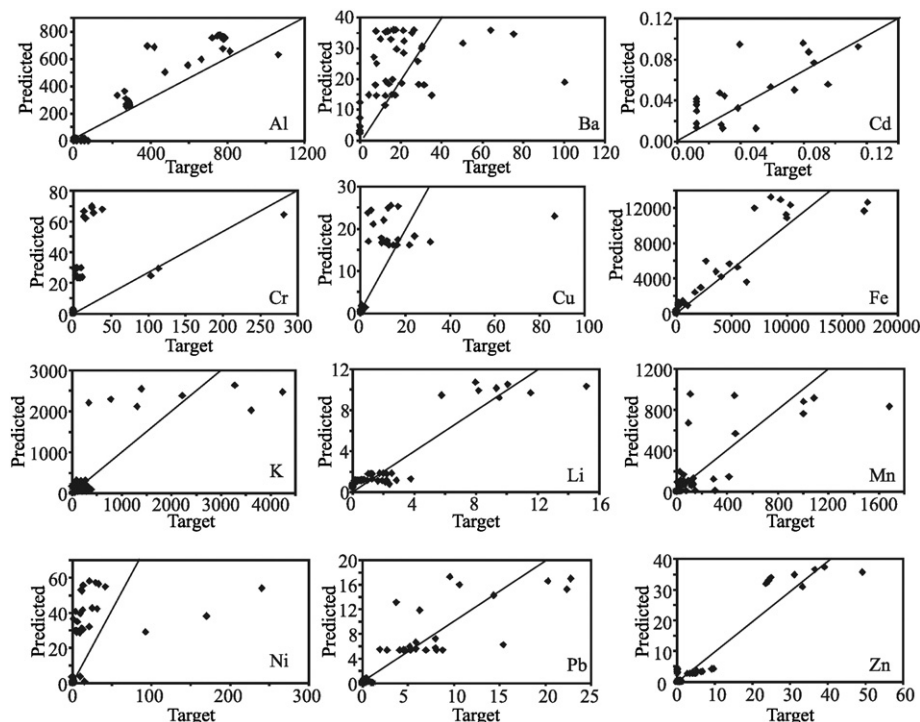 Predicted
800
600
400
200
0
Al
0 400 800 1200
Target
Predicted
40
30
20
10
0
Ba
0 20 40 60 80 100 120
Target
Predicted
0.12
0.08
0.04
0.00
Cd
0.00 0.04 0.08 0.12
Target
Predicted
80
60
40
20
0
Cr
0 50 100 150 200 250 300
Target
Predicted
30
20
10
0
Cu
0 20 40 60 80 100
Target
Predicted
12000
8000
4000
0
Fe
0 5000 10000 15000 20000
Target
Predicted
3000
2000
1000
0
K
0 1000 2000 3000 4000
Target
Predicted
12
8
4
0
Li
0 4 8 12 16
Target
Predicted
1200
800
400
0
Mn
0 400 800 1200 1600
Target
Predicted
60
40
20
0
Ni
0 100 200 300
Target
Predicted
20
16
12
8
4
0
Pb
0 5 10 15 20 25
Target
Predicted
40
30
20
10
0
Zn
0 10 20 30 40 50 60
Target